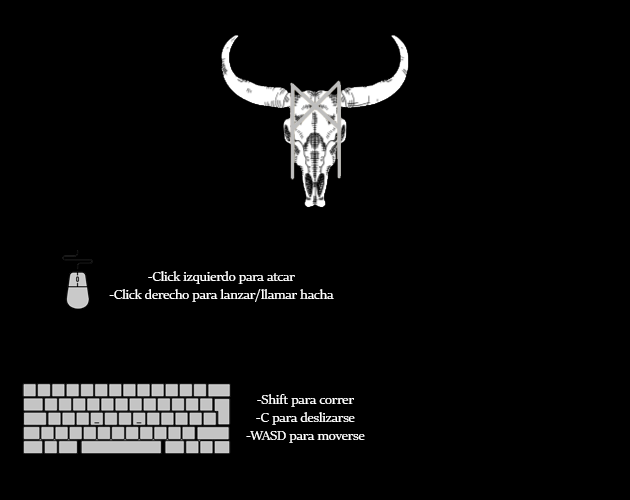 -Click izquierdo para atcar
-Click derecho para lanzar/llamar hacha
-Shift para correr
-C para deslizarse
-WASD para moverse